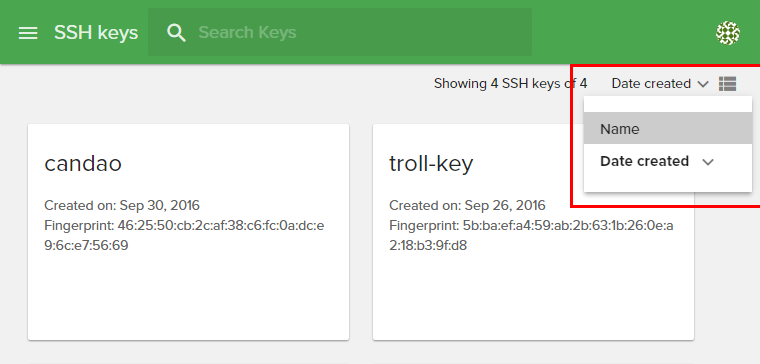 SSH keys
Search Keys
Showing 4 SSH keys of 4
Date created
Name
Date created
candao
Created on: Sep 30, 2016
Fingerprint: 46:25:50:cb:2c:af:38:c6:fc:0a:dc:e
9:6c:e7:56:69
troll-key
Created on: Sep 26, 2016
Fingerprint: 5b:ba:ef:a4:59:ab:2b:63:1b:26:0e:a
2:18:b3:9f:d8